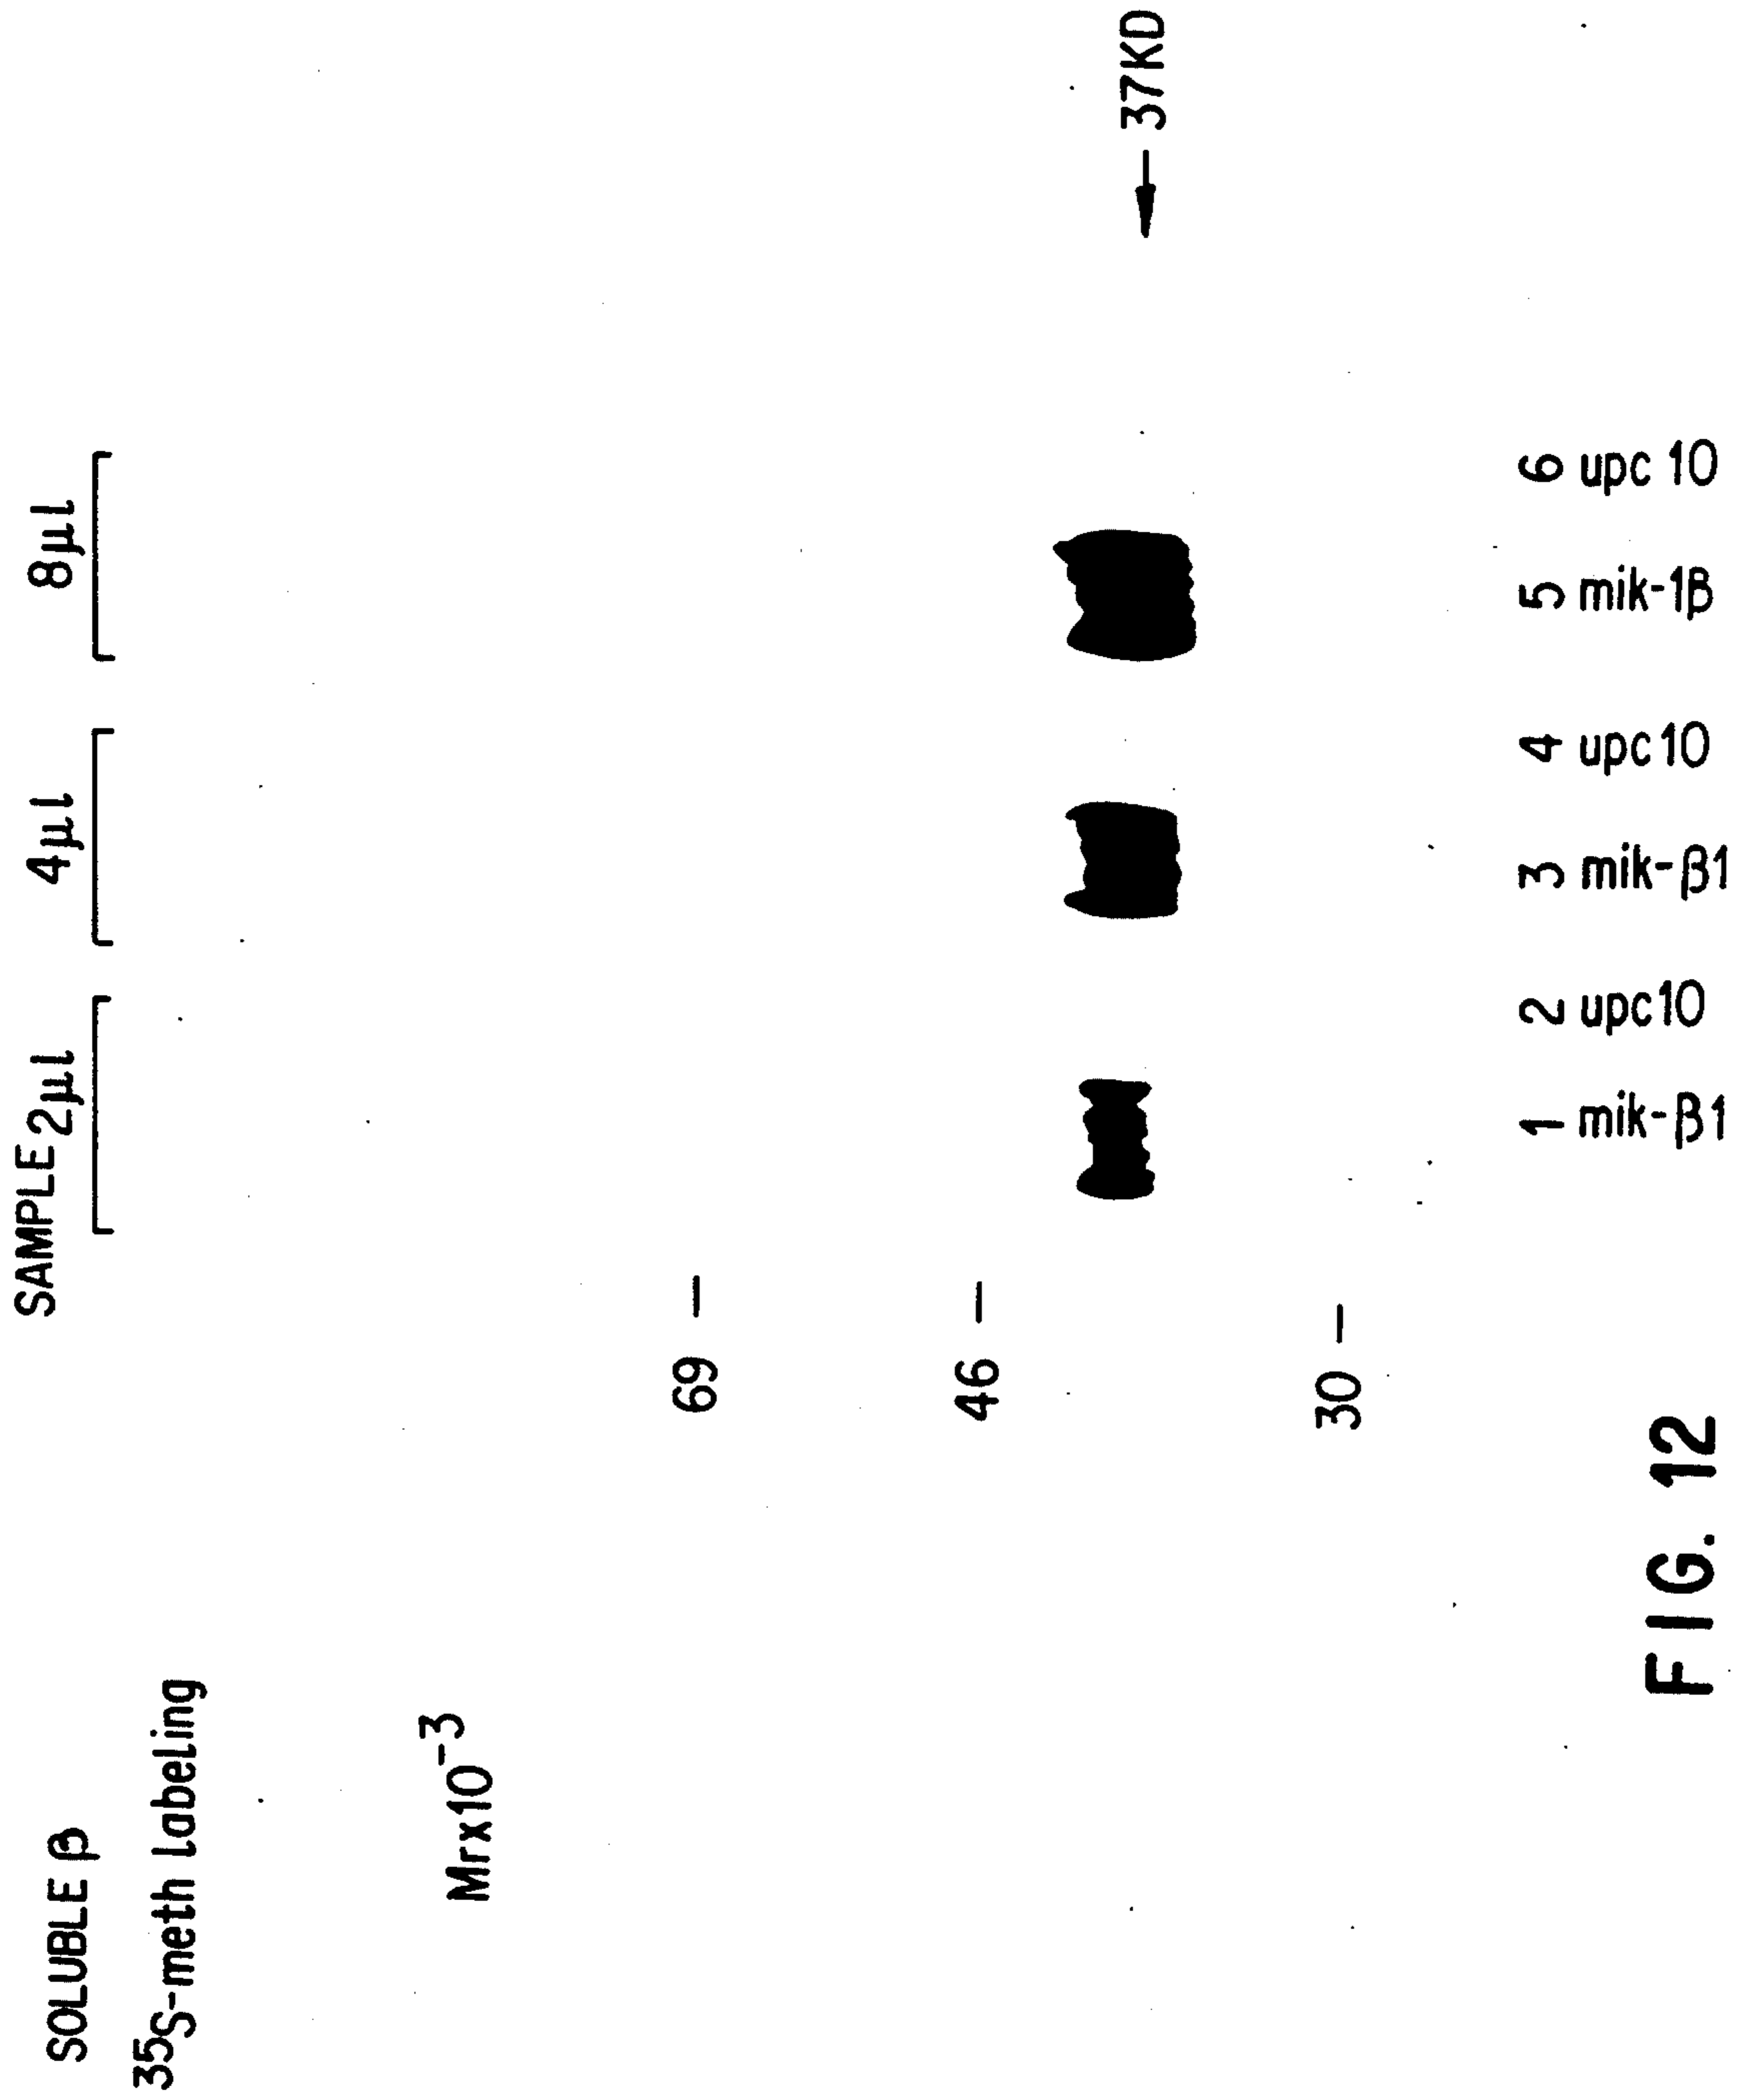 SOLUBLE β
35S-meth labeling
SAMPLE 2µl 4µl 8µl
Mrx10-3
69 —
46 —
← 37KD
30 —
1 2 3 4 5 6
mik-β1 upc10 mik-β1 upc10 mik-1β upc 10
FIG. 12